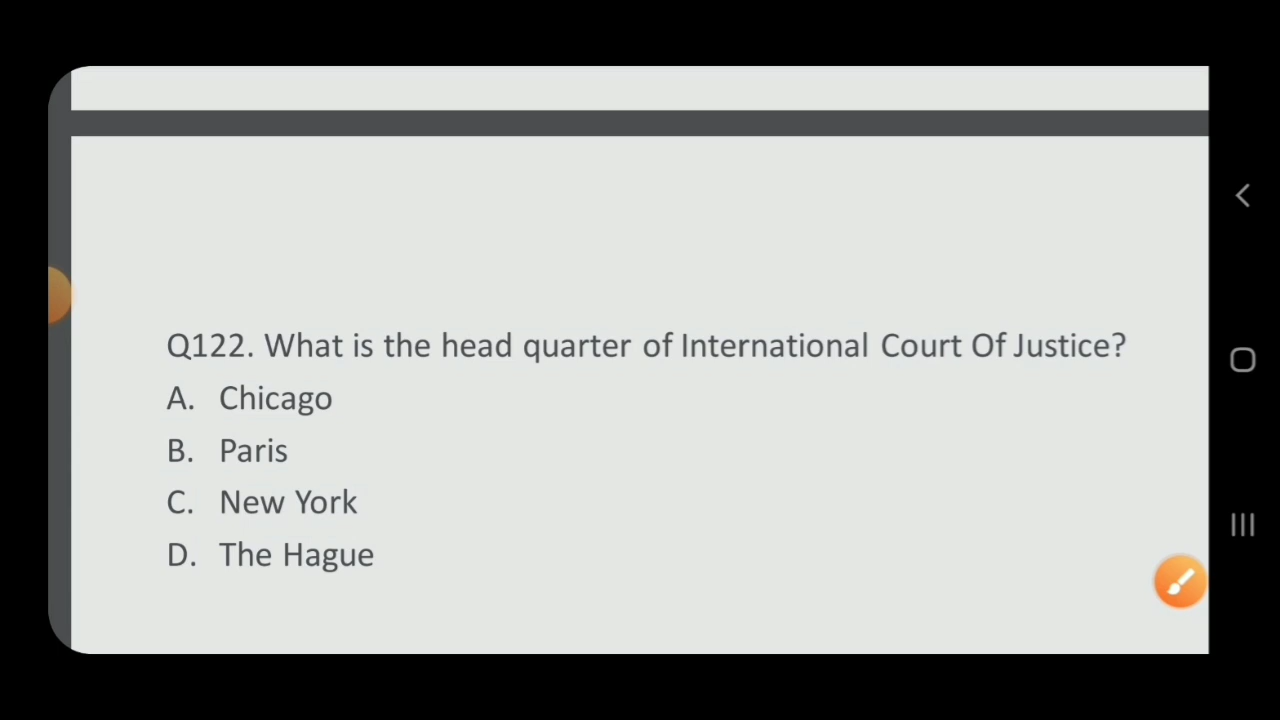 Q122. What is the head quarter of International Court Of Justice?
A. Chicago
B. Paris
C. New York
D. The Hague